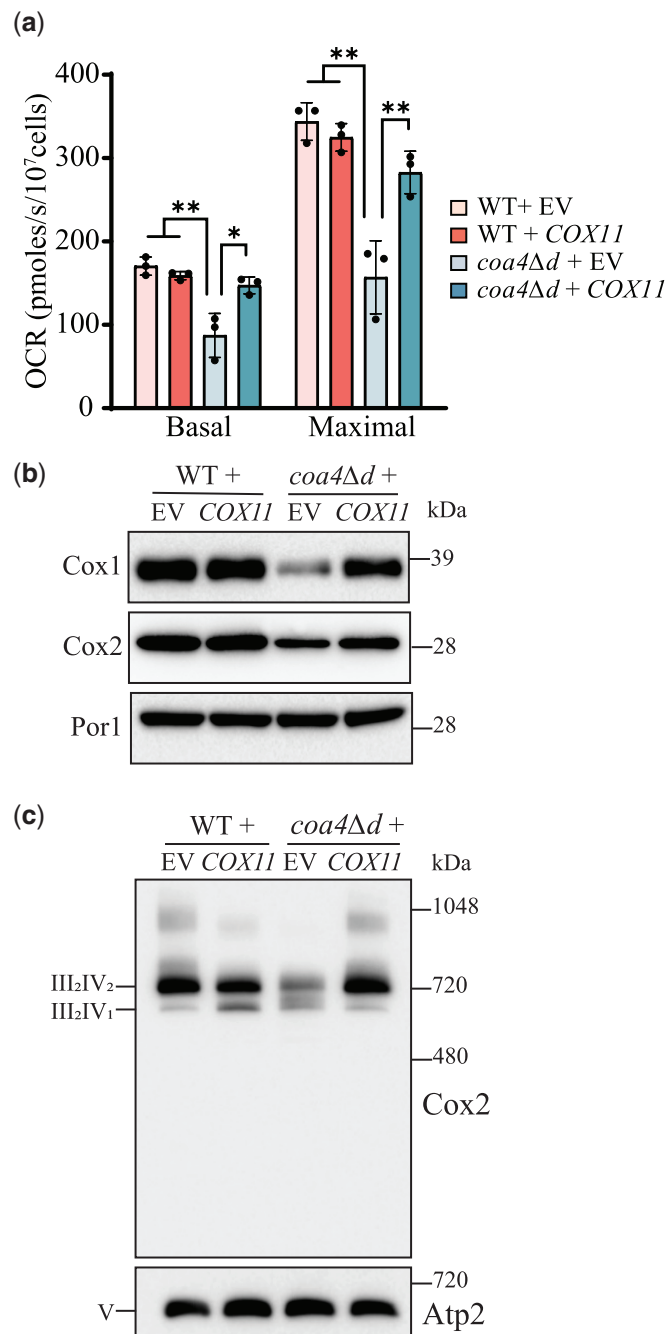 (a)
OCR (pmoles/s/10⁷cells)
400
300
200
100
0
** * ** **
Basal Maximal
WT+ EV
WT + COX11
coa4Δd + EV
coa4Δd + COX11
(b)
WT + coa4Δd +
EV COX11 EV COX11 kDa
Cox1 39
Cox2 28
Por1 28
(c)
WT + coa4Δd +
EV COX11 EV COX11 kDa
1048
III₂IV₂ 720
III₂IV₁
480
Cox2
720
V Atp2